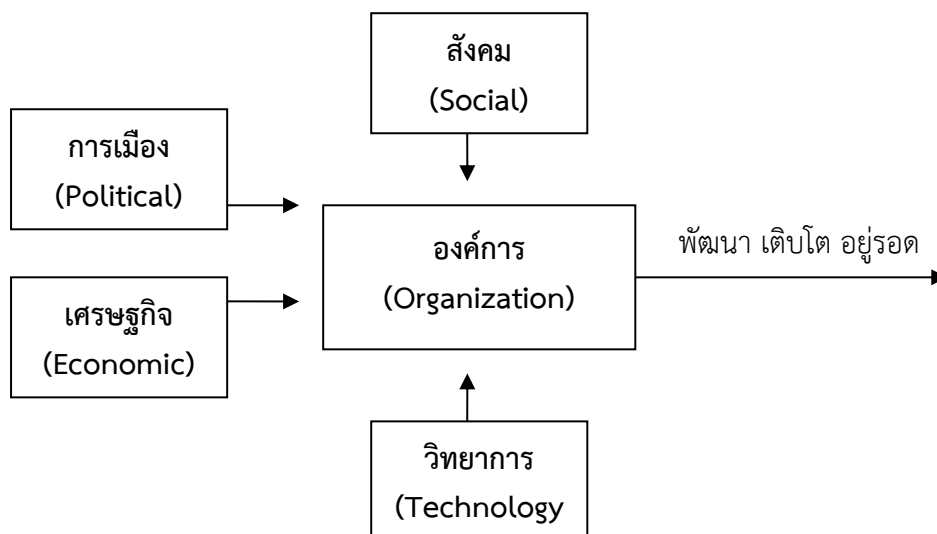 สังคม
(Social)
การเมือง
(Political)
องค์การ
(Organization)
พัฒนา เติบโต อยู่รอด
เศรษฐกิจ
(Economic)
วิทยาการ
(Technology